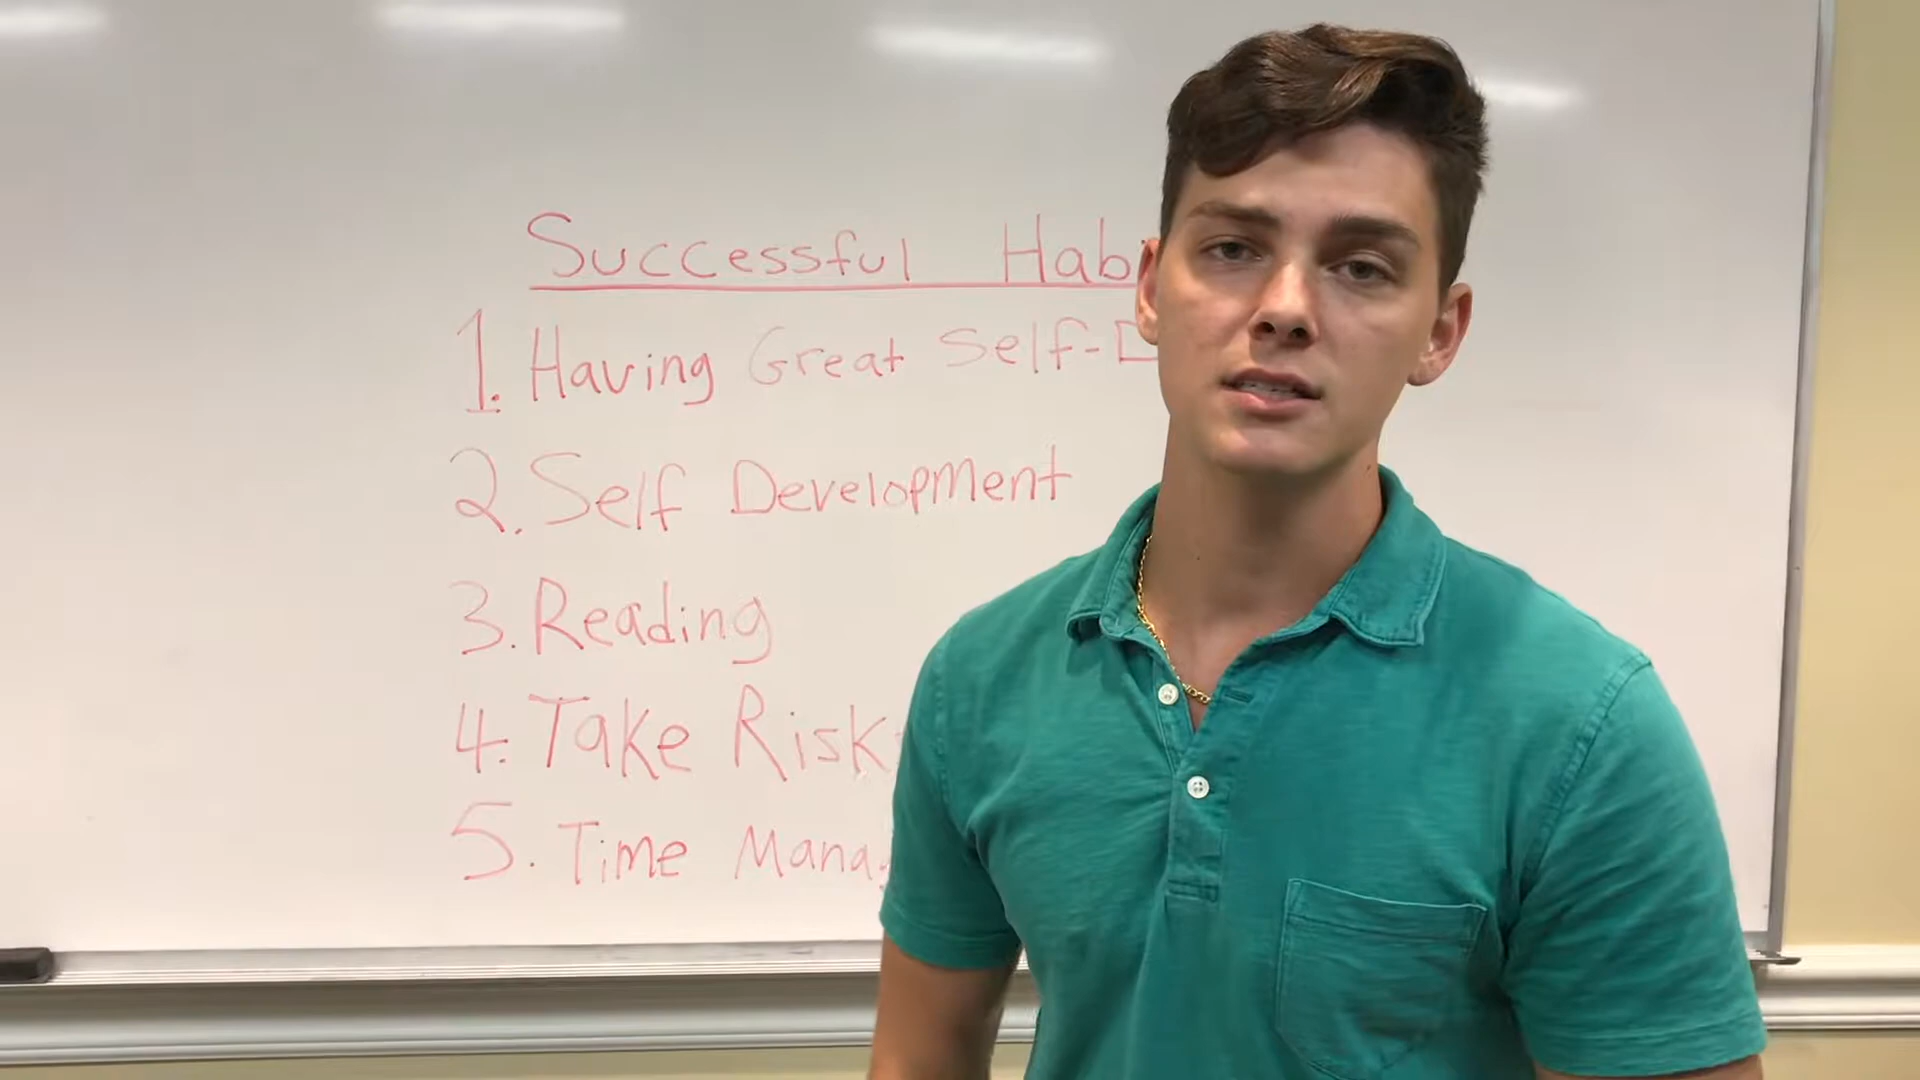 Successful Hab
1. Having Great Self-D
2. Self Development
3. Reading
4. Take Risk
5. Time Mana